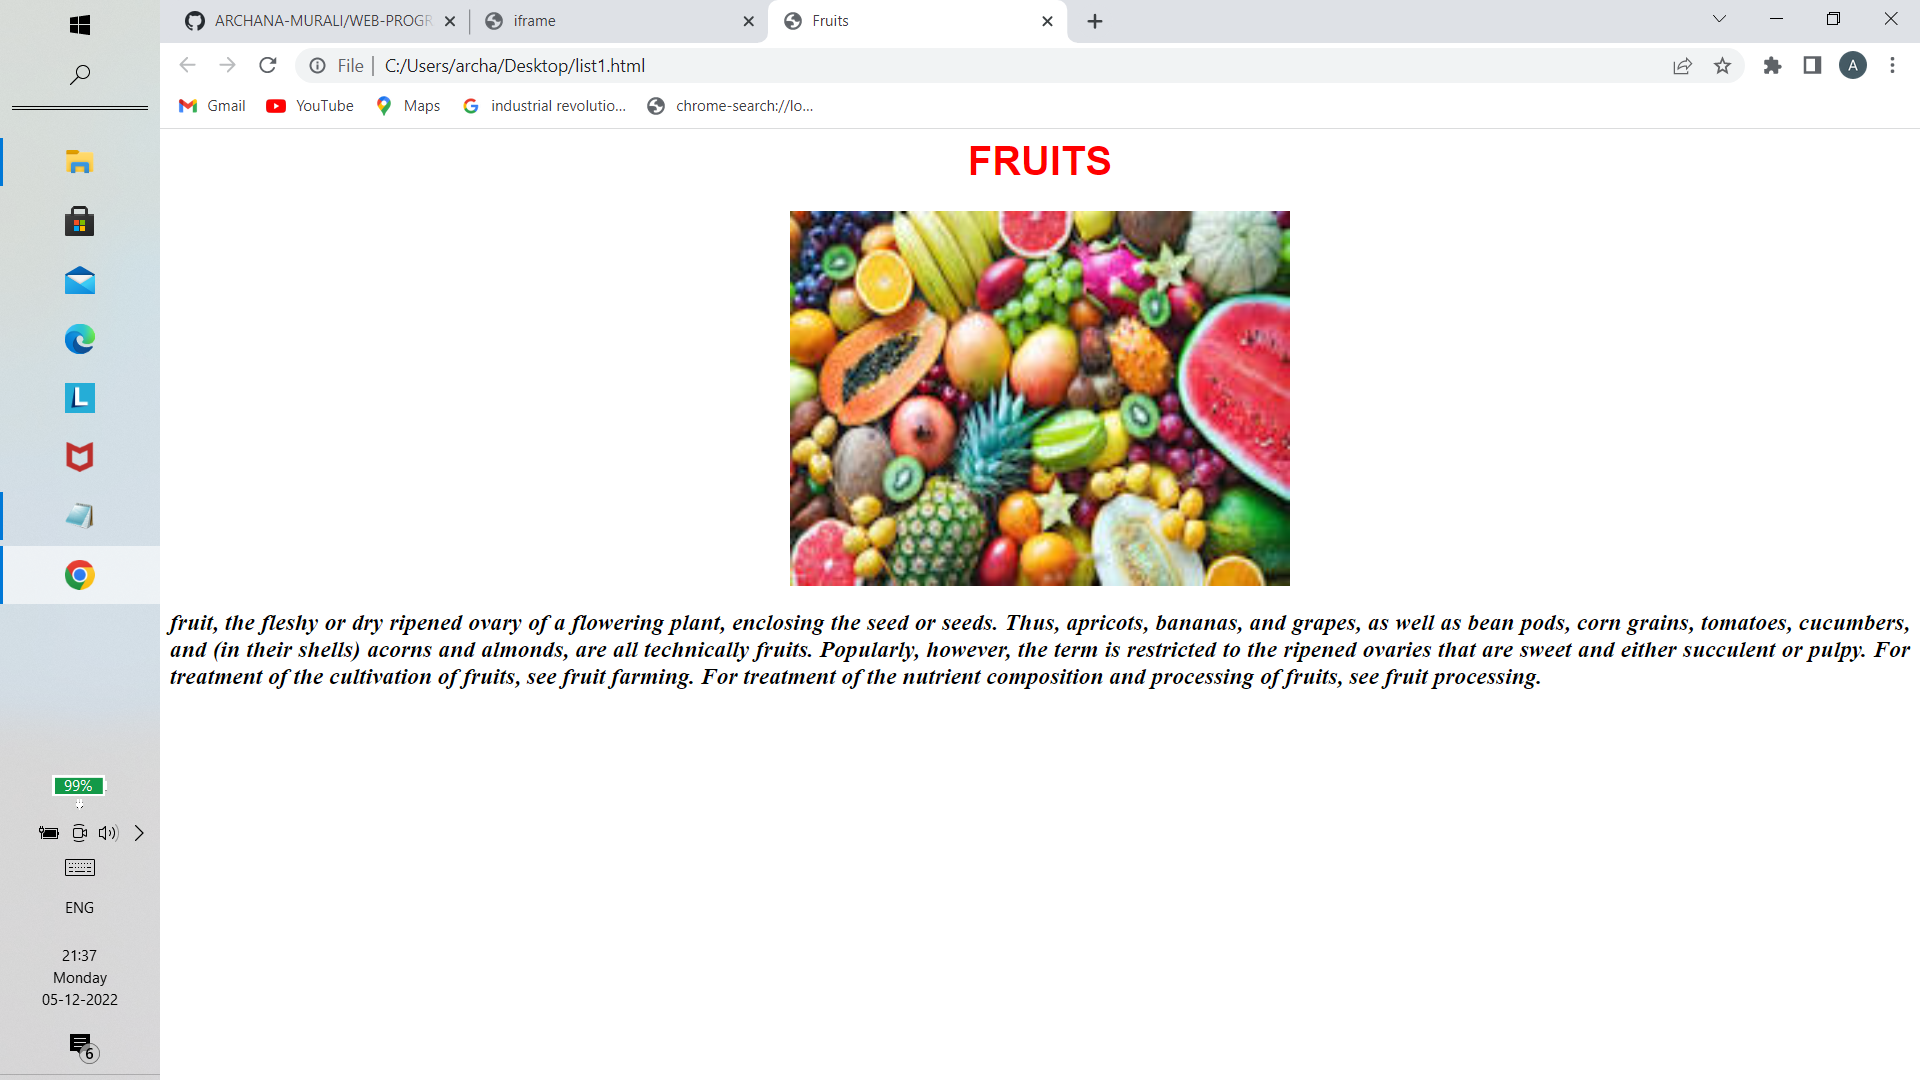 ARCHANA-MURALI/WEB-PROGR
iframe
Fruits
File
C:/Users/archa/Desktop/list1.html
A
Gmail
YouTube
Maps
industrial revolutio...
chrome-search://lo...
FRUITS
fruit, the fleshy or dry ripened ovary of a flowering plant, enclosing the seed or seeds. Thus, apricots, bananas, and grapes, as well as bean pods, corn grains, tomatoes, cucumbers,
and (in their shells) acorns and almonds, are all technically fruits. Popularly, however, the term is restricted to the ripened ovaries that are sweet and either succulent or pulpy. For
treatment of the cultivation of fruits, see fruit farming. For treatment of the nutrient composition and processing of fruits, see fruit processing.
L
99%
ENG
21:37
Monday
05-12-2022
6